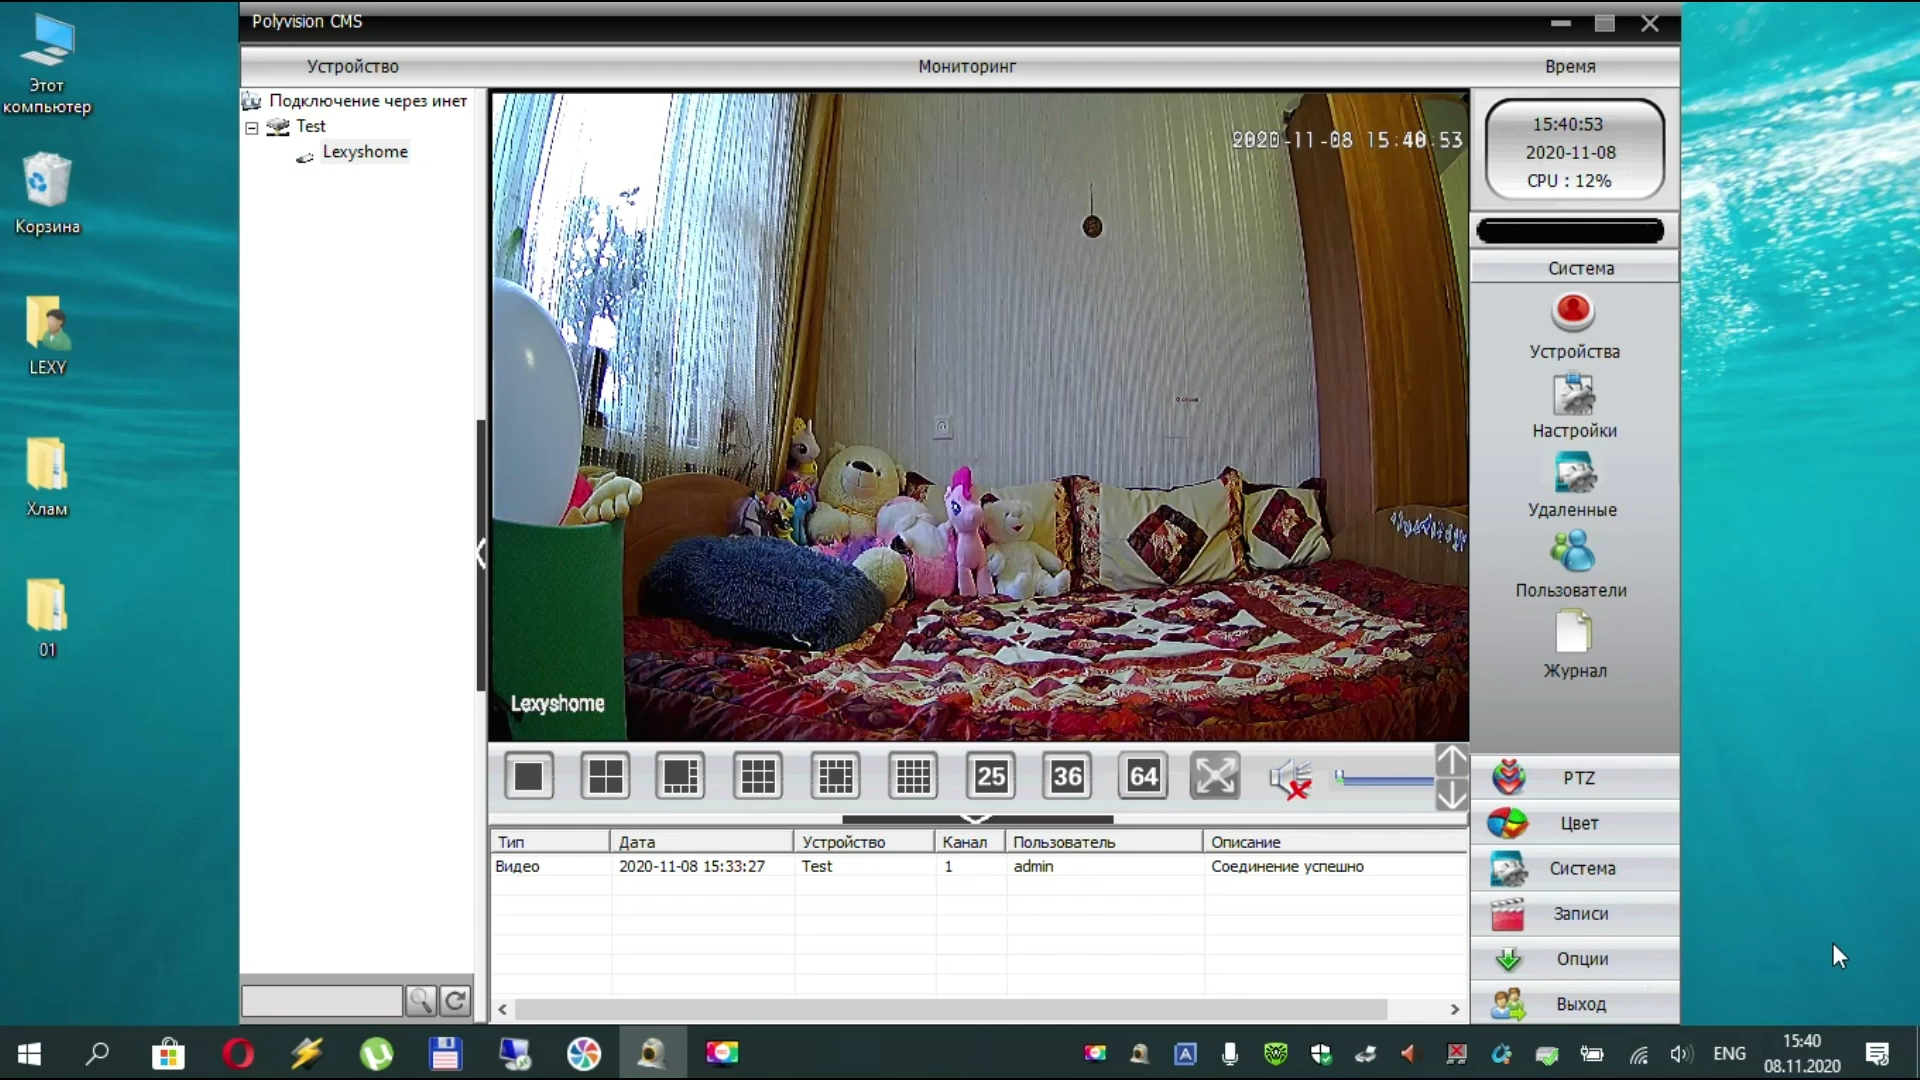 Polyvision CMS
Устройство
Мониторинг
Время
Этот
компьютер
Корзина
LEXY
Хлам
01
Подключение через инет
Test
Lexyshome
2020-11-08 15:40:53
Lexyshome
15:40:53
2020-11-08
CPU : 12%
Система
Устройства
Настройки
Удаленные
Пользователи
Журнал
25
36
64
PTZ
Цвет
Система
Записи
Опции
Выход
Тип
Дата
Устройство
Канал
Пользователь
Описание
Видео
2020-11-08 15:33:27
Test
1
admin
Соединение успешно
ENG
15:40
08.11.2020